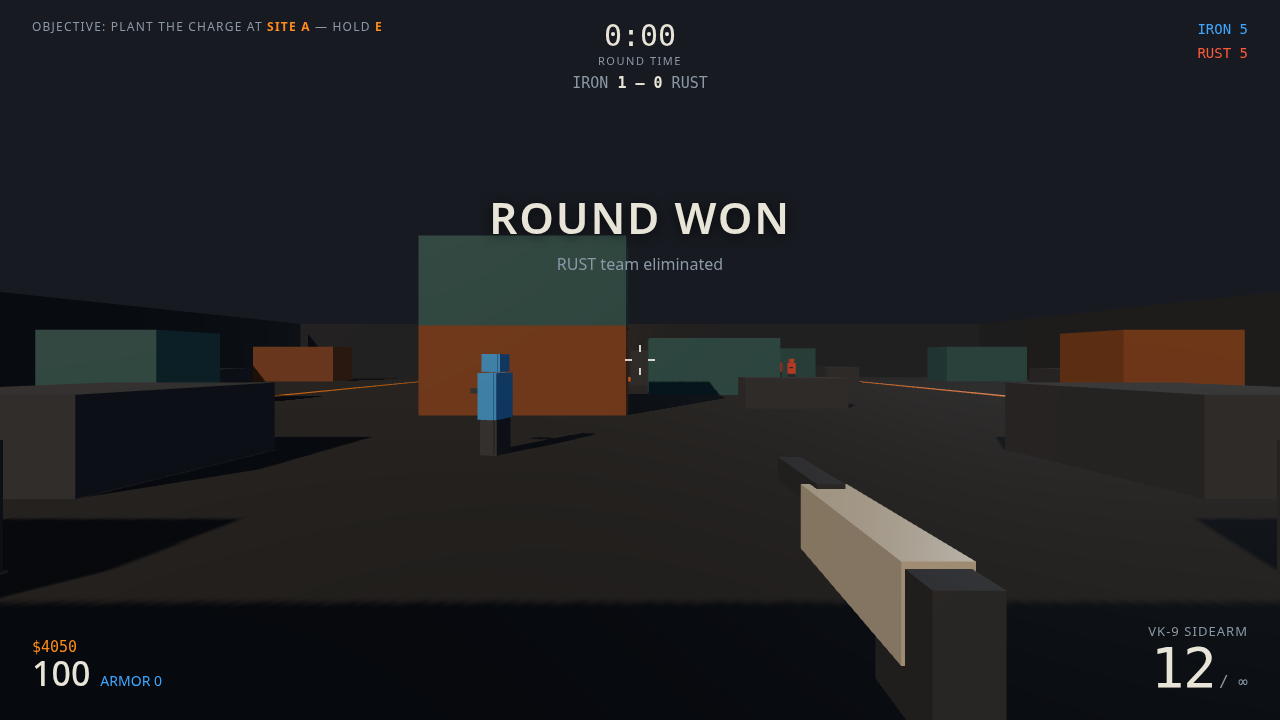 OBJECTIVE: PLANT THE CHARGE AT SITE A — HOLD E
0:00
ROUND TIME
IRON 1 — 0 RUST
IRON 5
RUST 5
ROUND WON
RUST team eliminated
$4050
100 ARMOR 0
VK-9 SIDEARM
12 / ∞